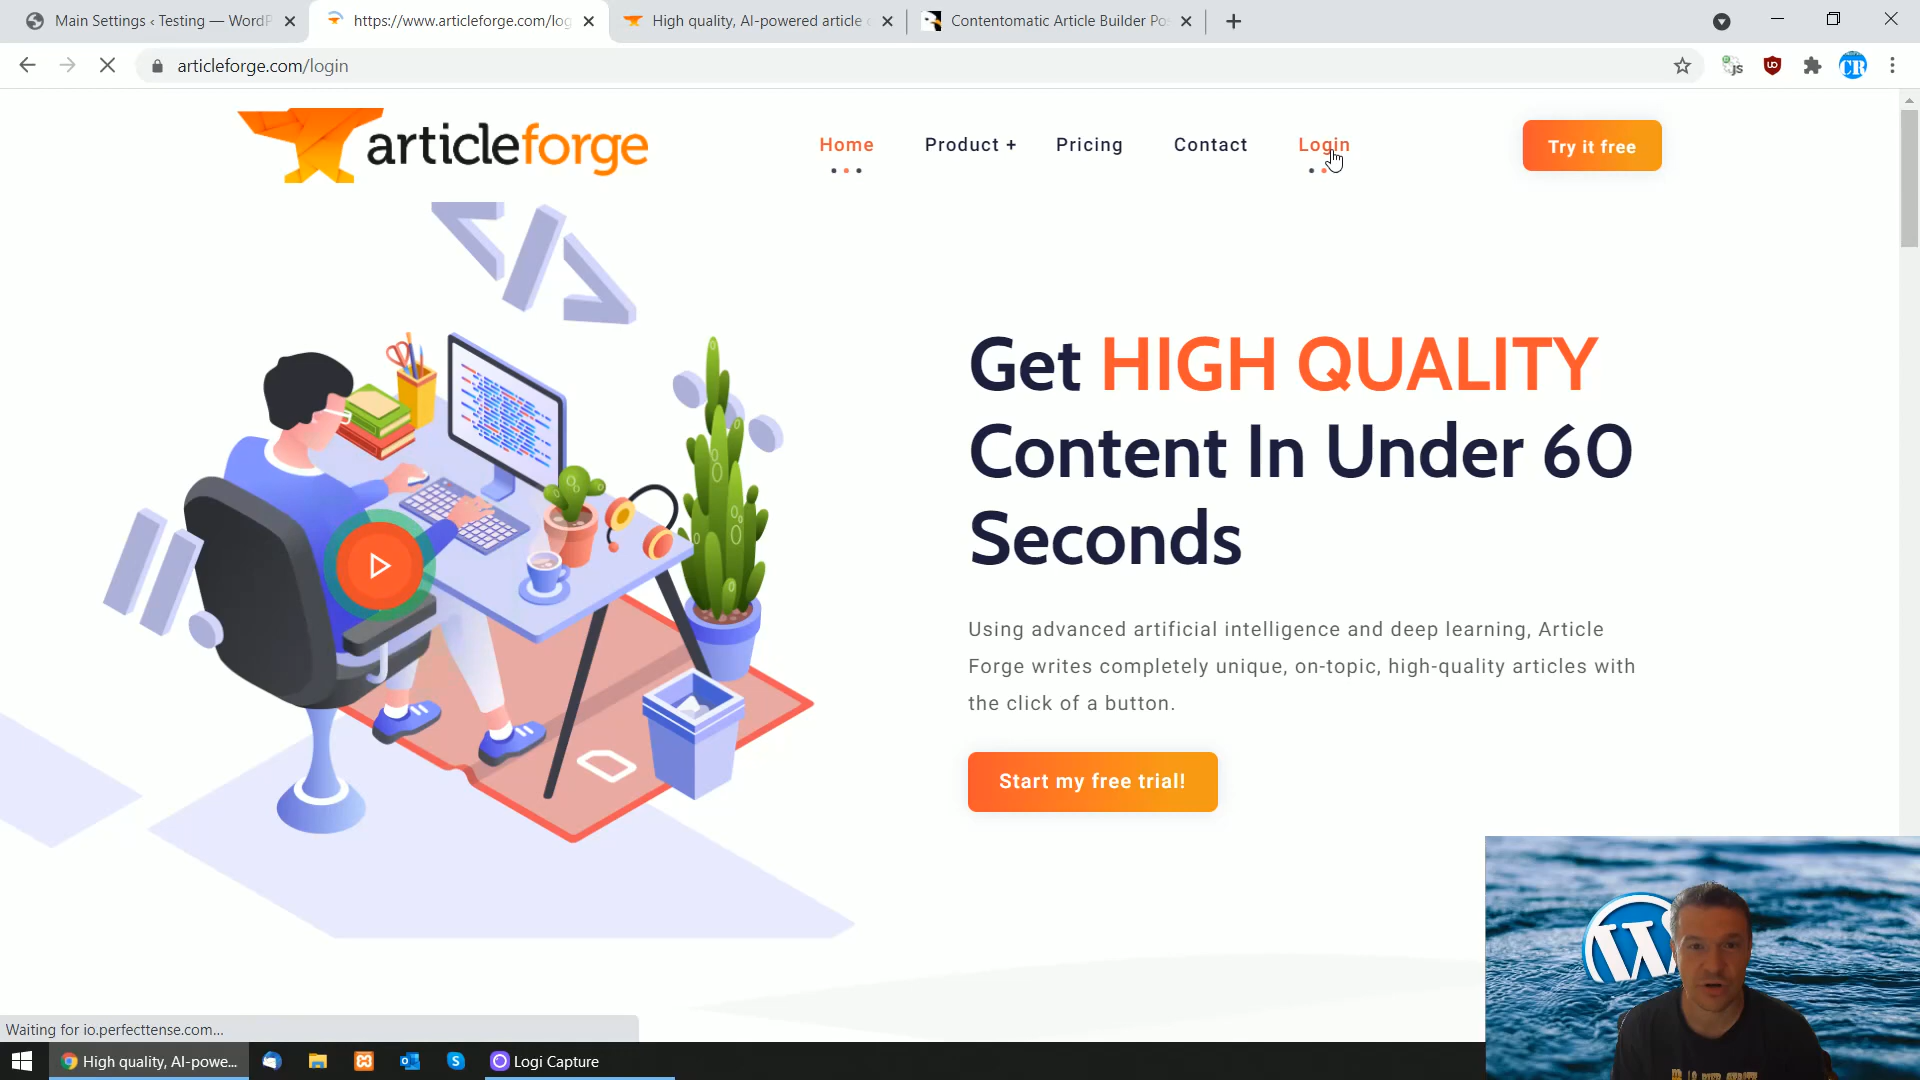 Main Settings ‹ Testing — WordP
https://www.articleforge.com/log
High quality, AI-powered article c
Contentomatic Article Builder Po
articleforge.com/login
JS
CR
articleforge
Home
Product +
Pricing
Contact
Login
Try it free
Get HIGH QUALITY
Content In Under 60
Seconds
Using advanced artificial intelligence and deep learning, Article
Forge writes completely unique, on-topic, high-quality articles with
the click of a button.
Start my free trial!
Waiting for io.perfecttense.com...
High quality, AI-powe...
Logi Capture